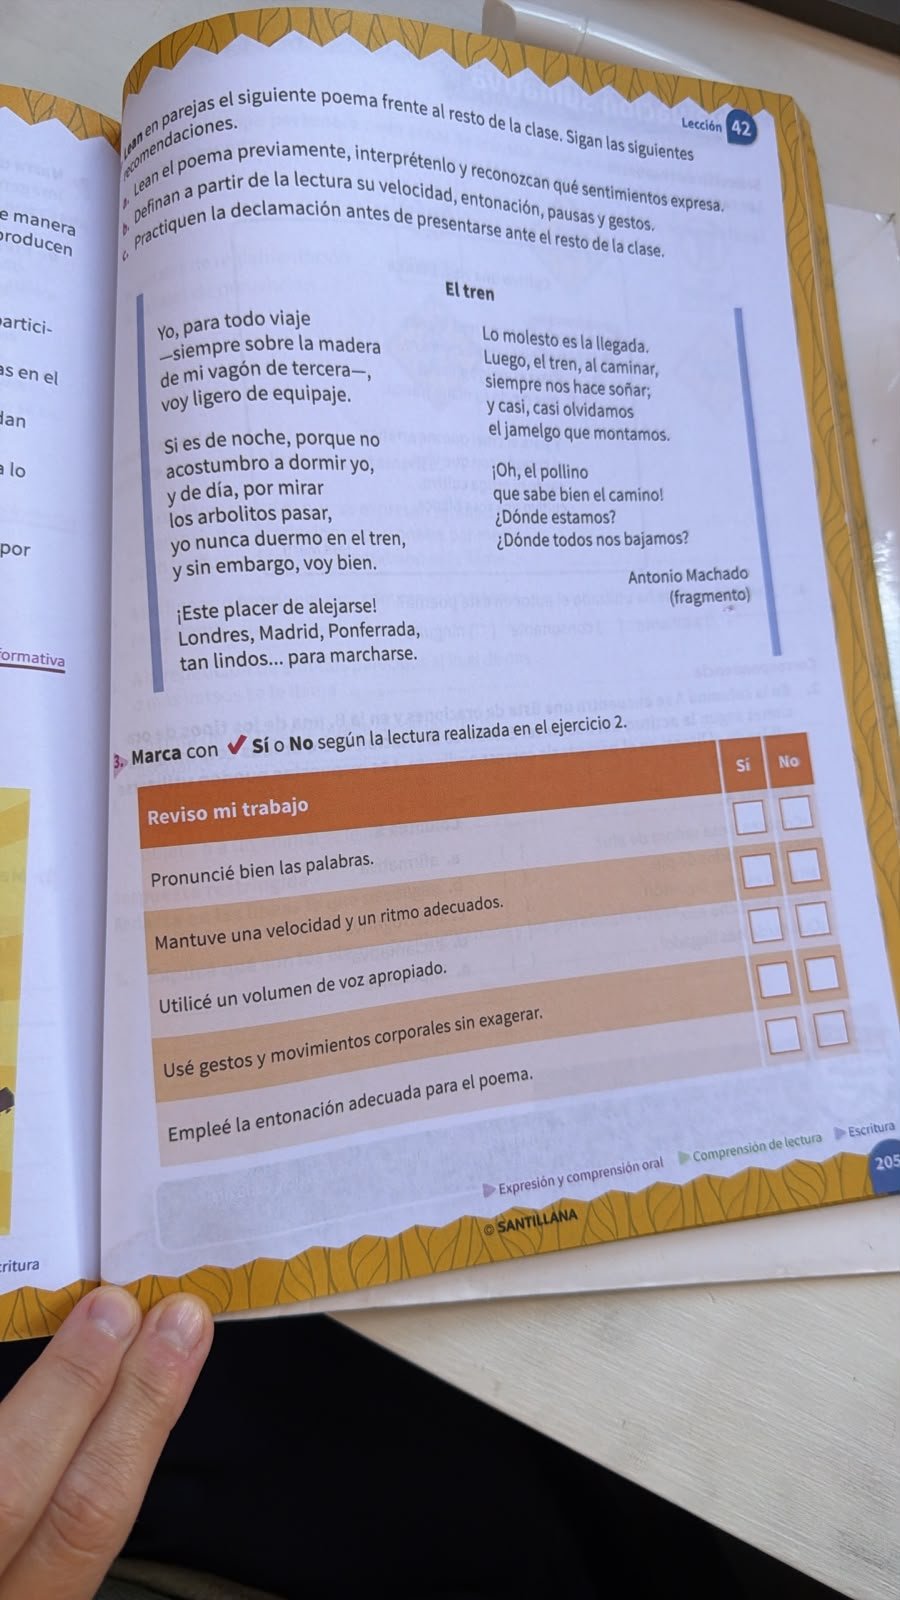 Lección 42
Lean en parejas el siguiente poema frente al resto de la clase. Sigan las siguientes
recomendaciones.
a. Lean el poema previamente, interprétenlo y reconozcan qué sentimientos expresa.
b. Definan a partir de la lectura su velocidad, entonación, pausas y gestos.
c. Practiquen la declamación antes de presentarse ante el resto de la clase.
El tren
Yo, para todo viaje
—siempre sobre la madera
de mi vagón de tercera—,
voy ligero de equipaje.
Si es de noche, porque no
acostumbro a dormir yo,
y de día, por mirar
los arbolitos pasar,
yo nunca duermo en el tren,
y sin embargo, voy bien.
¡Este placer de alejarse!
Londres, Madrid, Ponferrada,
tan lindos... para marcharse.
Lo molesto es la llegada.
Luego, el tren, al caminar,
siempre nos hace soñar;
y casi, casi olvidamos
el jamelgo que montamos.
¡Oh, el pollino
que sabe bien el camino!
¿Dónde estamos?
¿Dónde todos nos bajamos?
Antonio Machado
(fragmento)
3. Marca con ✔ Sí o No según la lectura realizada en el ejercicio 2.
Reviso mi trabajo Sí No
Pronuncié bien las palabras.
Mantuve una velocidad y un ritmo adecuados.
Utilicé un volumen de voz apropiado.
Usé gestos y movimientos corporales sin exagerar.
Empleé la entonación adecuada para el poema.
Expresión y comprensión oral Comprensión de lectura Escritura
© SANTILLANA
205
e manera
producen
partici-
as en el
dan
a lo
por
formativa
critura